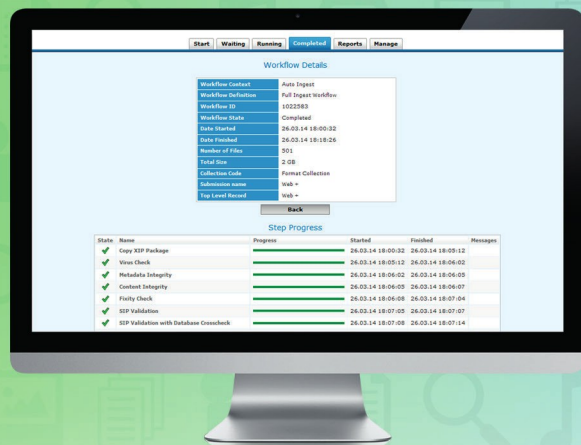 Start Waiting Running Completed Reports Manage
Workflow Details
Workflow Context Auto Ingest
Workflow Definition Full Ingest Workflow
Workflow ID 1022583
Workflow State Completed
Date Started 26.03.14 18:00:32
Date Finished 26.03.14 18:18:26
Number of Files 501
Total Size 2 GB
Collection Code Format Collection
Submission name Web +
Top Level Record Web +
Back
Step Progress
State Name Progress Started Finished Messages
Copy XIP Package 26.03.14 18:00:32 26.03.14 18:05:12
Virus Check 26.03.14 18:05:12 26.03.14 18:06:02
Metadata Integrity 26.03.14 18:06:02 26.03.14 18:06:05
Content Integrity 26.03.14 18:06:05 26.03.14 18:06:07
Fixity Check 26.03.14 18:06:08 26.03.14 18:07:04
SIP Validation 26.03.14 18:07:05 26.03.14 18:07:07
SIP Validation with Database Crosscheck 26.03.14 18:07:08 26.03.14 18:07:14